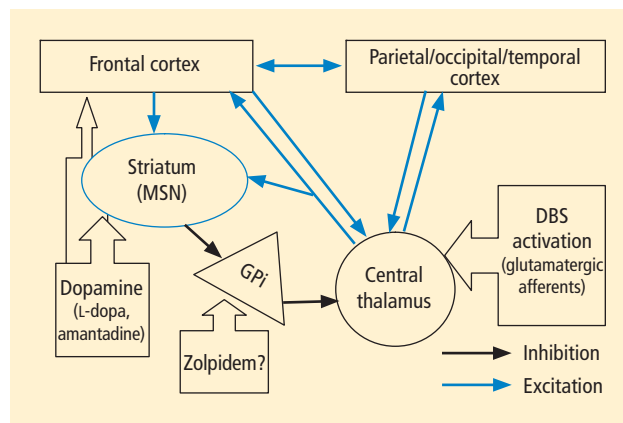 Frontal cortex
Parietal/occipital/temporal
cortex
Striatum
(MSN)
DBS
activation
(glutamatergic
afferents)
GPi
Central
thalamus
Dopamine
(L-dopa,
amantadine)
Zolpidem?
Inhibition
Excitation